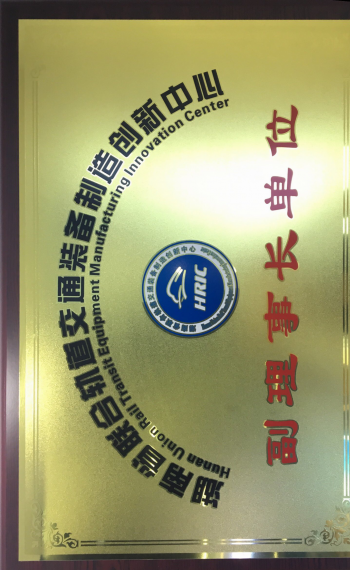 湖南省联合轨道交通装备制造创新中心
Hunan Union Rail Transit Equipment Manufacturing Innovation Center
HRIC
副理事长单位